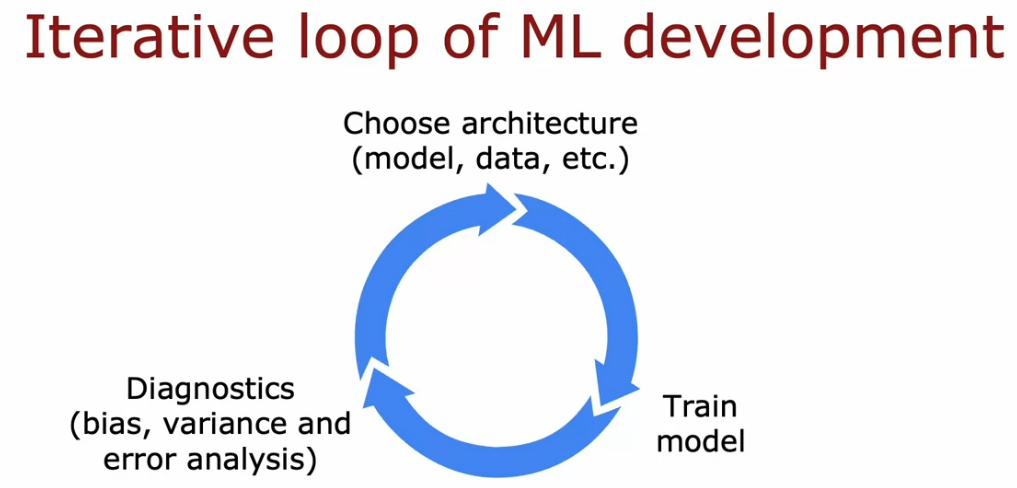 Iterative loop of ML development
Choose architecture
(model, data, etc.)
Train
model
Diagnostics
(bias, variance and
error analysis)